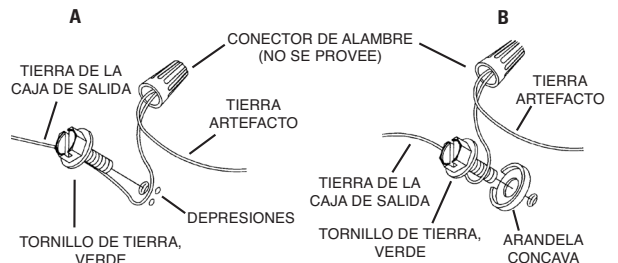 A
B
CONECTOR DE ALAMBRE
(NO SE PROVEE)
TIERRA DE LA
CAJA DE SALIDA
TIERRA
ARTEFACTO
TIERRA
ARTEFACTO
DEPRESIONES
TIERRA DE LA
CAJA DE SALIDA
TORNILLO DE TIERRA,
VERDE
TORNILLO DE TIERRA,
VERDE
ARANDELA
CONCAVA